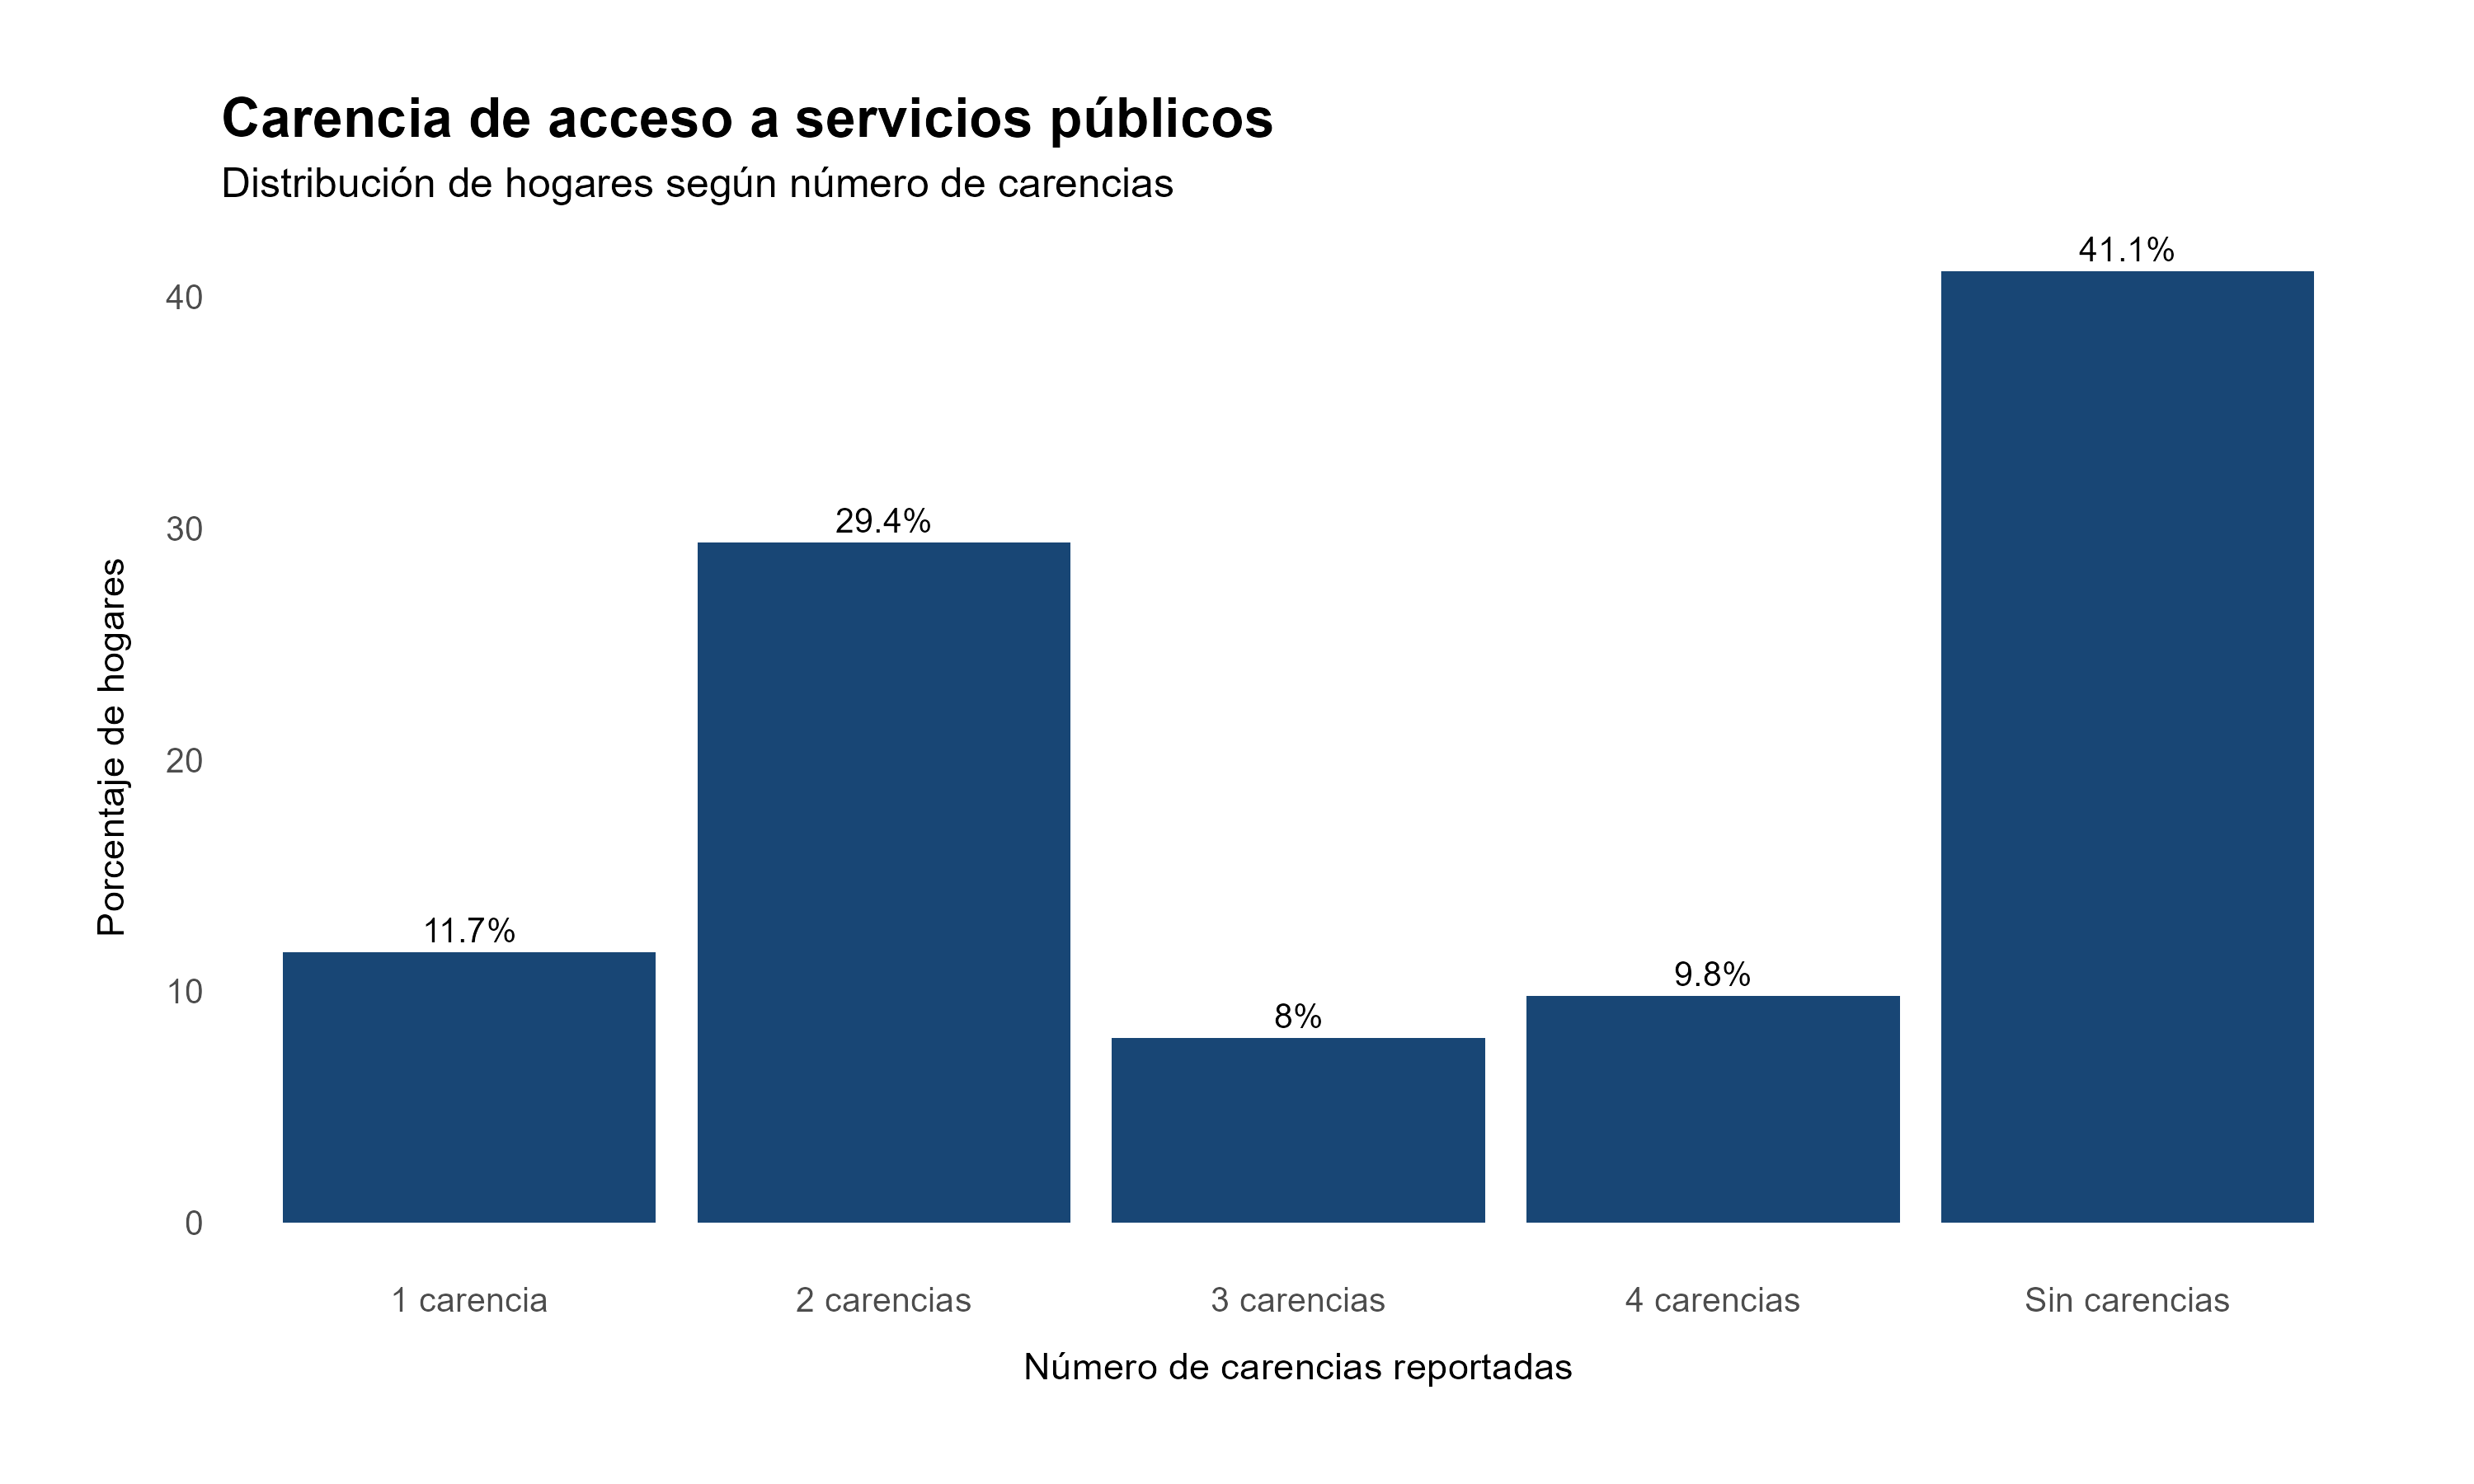 Carencia de acceso a servicios públicos
Distribución de hogares según número de carencias
41.1%
40
29.4%
30
20
11.7%
10
9.8%
8%
0
Porcentaje de hogares
1 carencia
2 carencias
3 carencias
4 carencias
Sin carencias
Número de carencias reportadas